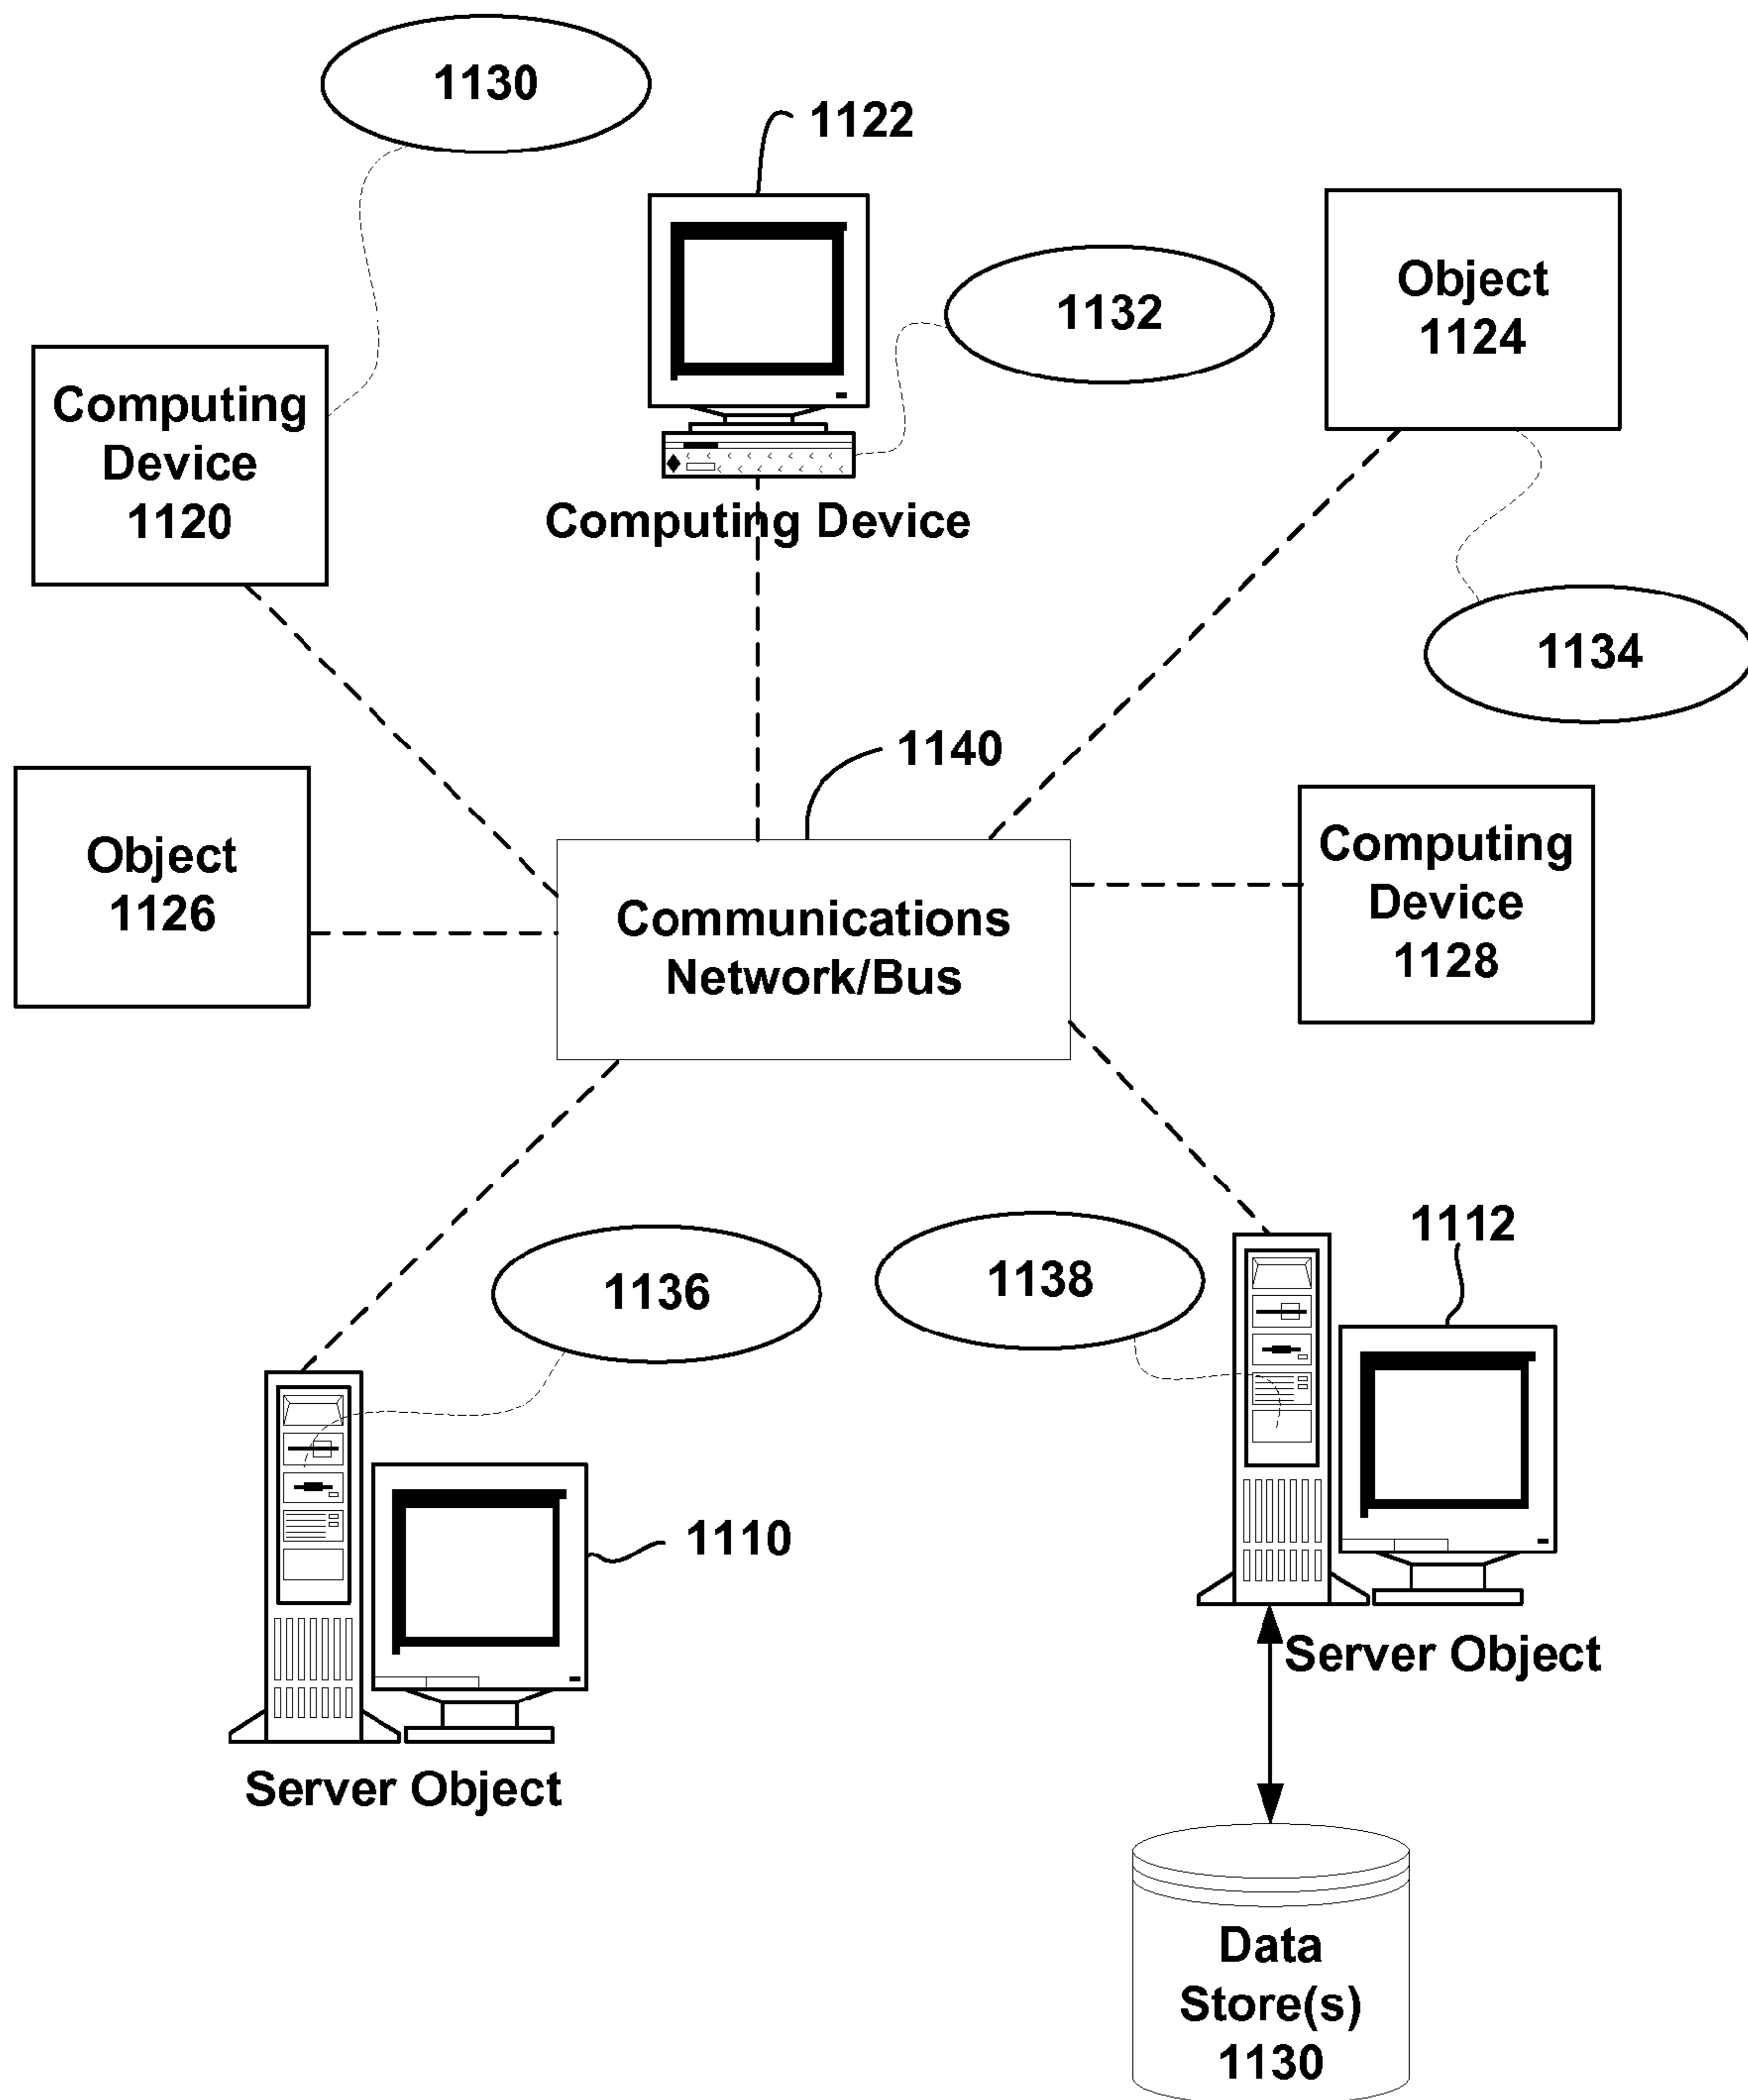 1130
1122
1132
Object
1124
Computing
Device
1120
Computing Device
1134
1140
Object
1126
Communications
Network/Bus
Computing
Device
1128
1136
1138
1112
1110
Server Object
Server Object
Data
Store(s)
1130